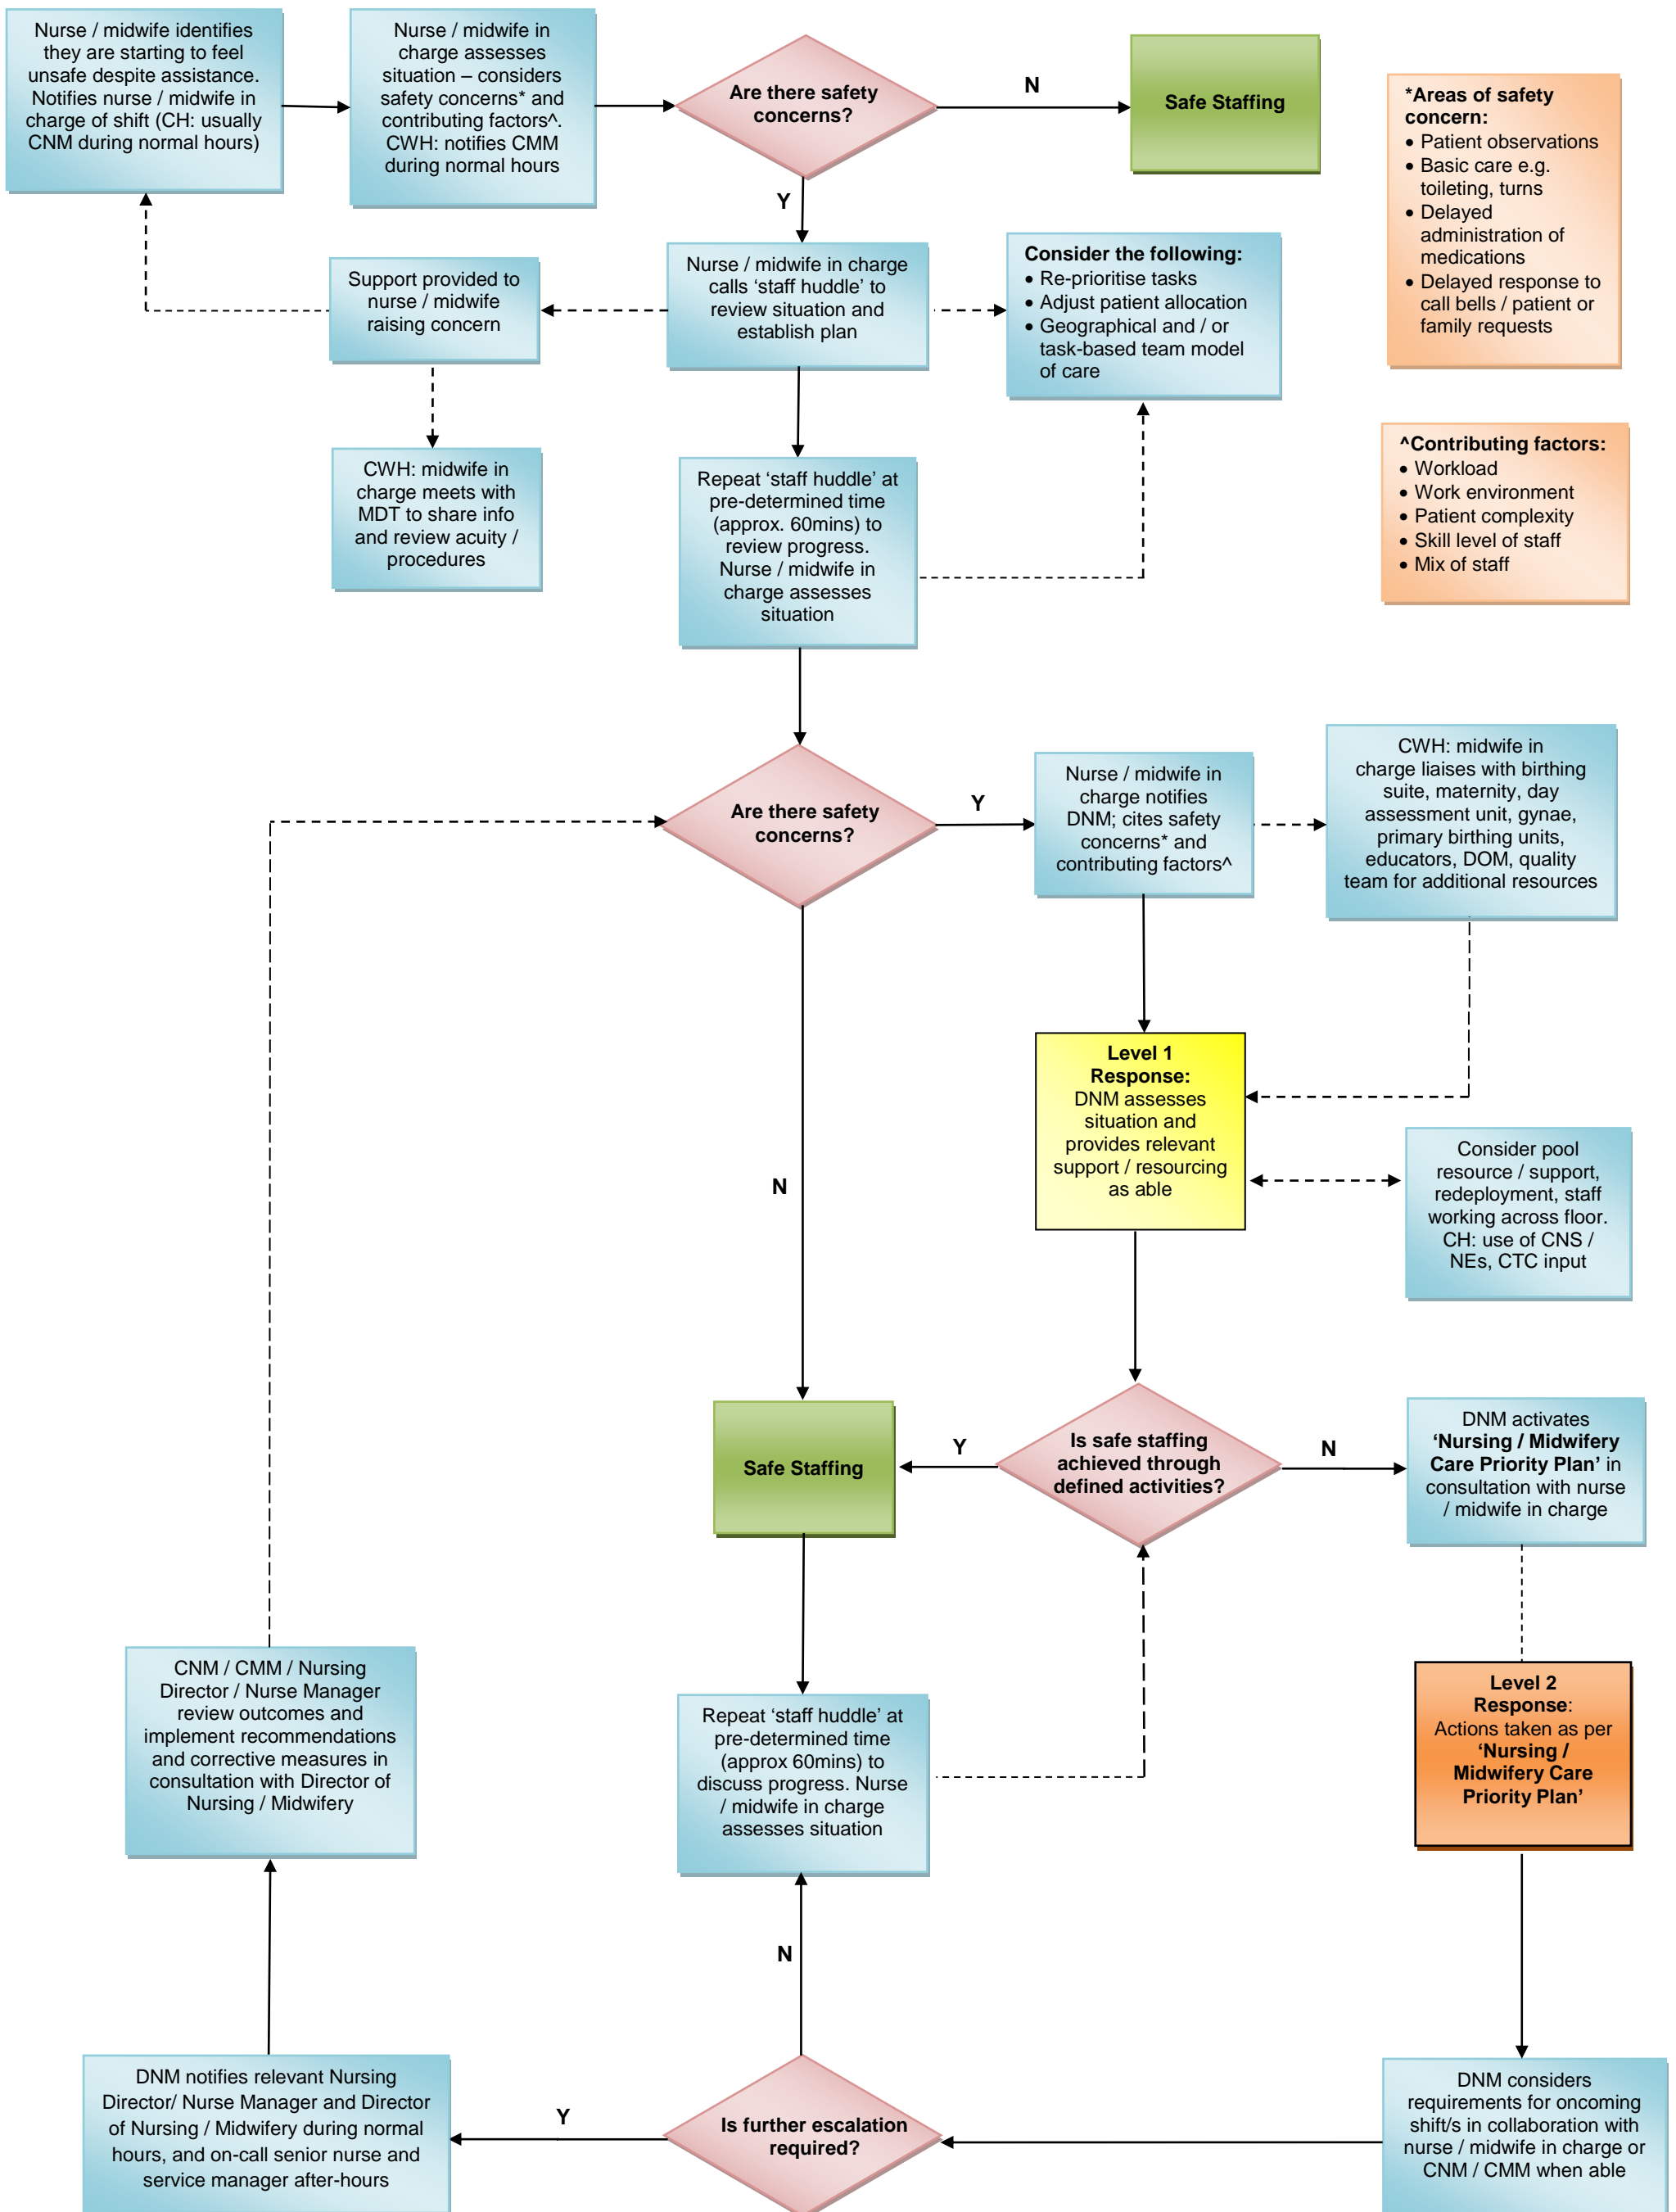 Nurse / midwife identifies
they are starting to feel
unsafe despite assistance.
Notifies nurse / midwife in
charge of shift (CH: usually
CNM during normal hours)
Nurse / midwife in
charge assesses
situation – considers
safety concerns* and
contributing factors^.
CWH: notifies CMM
during normal hours
Are there safety
concerns?
N
Safe Staffing
*Areas of safety
concern:
• Patient observations
• Basic care e.g.
toileting, turns
• Delayed
administration of
medications
• Delayed response to
call bells / patient or
family requests
Y
Support provided to
nurse / midwife
raising concern
Nurse / midwife in charge
calls ‘staff huddle’ to
review situation and
establish plan
Consider the following:
• Re-prioritise tasks
• Adjust patient allocation
• Geographical and / or
task-based team model
of care
^Contributing factors:
• Workload
• Work environment
• Patient complexity
• Skill level of staff
• Mix of staff
CWH: midwife in
charge meets with
MDT to share info
and review acuity /
procedures
Repeat ‘staff huddle’ at
pre-determined time
(approx. 60mins) to
review progress.
Nurse / midwife in
charge assesses
situation
Are there safety
concerns?
Y
Nurse / midwife in
charge notifies
DNM; cites safety
concerns* and
contributing factors^
CWH: midwife in
charge liaises with birthing
suite, maternity, day
assessment unit, gynae,
primary birthing units,
educators, DOM, quality
team for additional resources
Level 1
Response:
DNM assesses
situation and
provides relevant
support / resourcing
as able
Consider pool
resource / support,
redeployment, staff
working across floor.
CH: use of CNS /
NEs, CTC input
N
Safe Staffing
Y
Is safe staffing
achieved through
defined activities?
N
DNM activates
‘Nursing / Midwifery
Care Priority Plan’ in
consultation with nurse
/ midwife in charge
CNM / CMM / Nursing
Director / Nurse Manager
review outcomes and
implement recommendations
and corrective measures in
consultation with Director of
Nursing / Midwifery
Repeat ‘staff huddle’ at
pre-determined time
(approx 60mins) to
discuss progress. Nurse
/ midwife in charge
assesses situation
Level 2
Response:
Actions taken as per
‘Nursing /
Midwifery Care
Priority Plan’
N
DNM notifies relevant Nursing
Director/ Nurse Manager and Director
of Nursing / Midwifery during normal
hours, and on-call senior nurse and
service manager after-hours
Y
Is further escalation
required?
DNM considers
requirements for oncoming
shift/s in collaboration with
nurse / midwife in charge or
CNM / CMM when able